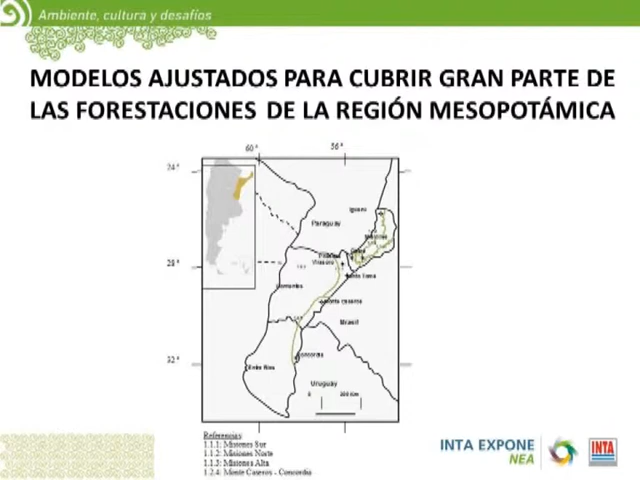 Ambiente, cultura y desafíos
MODELOS AJUSTADOS PARA CUBRIR GRAN PARTE DE
LAS FORESTACIONES DE LA REGIÓN MESOPOTÁMICA
60° 56°
24°
Iguazú
Paraguay
Misiones
28°
Santo Tomé
Corrientes
Monte Caseros
Brasil
32°
Concordia
Entre Ríos
Uruguay
0
Referencias
1.1.1: Misiones Sur
1.1.2: Misiones Norte
1.1.3: Misiones Alta
1.2.4: Monte Caseros - Concordia
INTA EXPONE
NEA
INTA